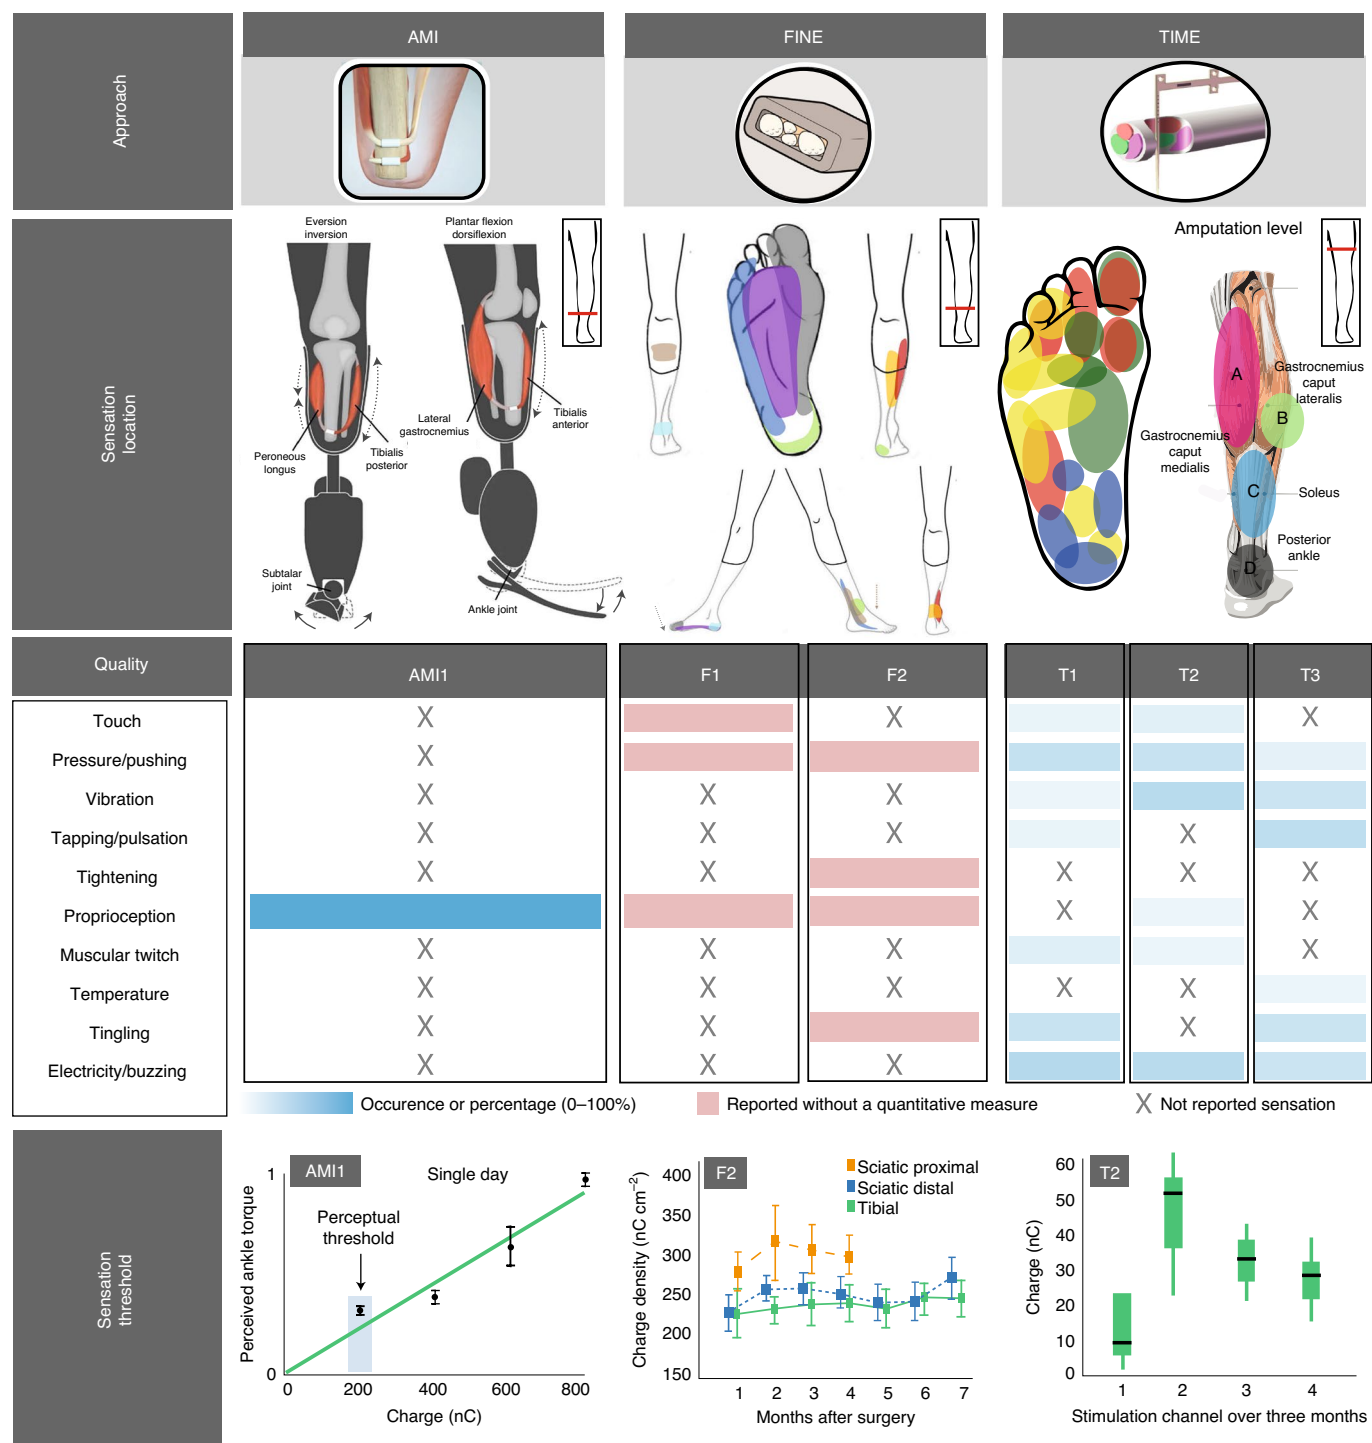 AMI
FINE
TIME
Approach
Sensation
location
Eversion
inversion
Plantar flexion
dorsiflexion
Peroneous
longus
Tibialis
posterior
Lateral
gastrocnemius
Tibialis
anterior
Subtalar
joint
Ankle joint
Amputation level
A
B
C
D
Gastrocnemius
caput
lateralis
Gastrocnemius
caput
medialis
Soleus
Posterior
ankle
Quality
AMI1
F1
F2
T1
T2
T3
Touch
X
X
X
Pressure/pushing
X
Vibration
X
X
X
Tapping/pulsation
X
X
X
X
Tightening
X
X
X
X
X
Proprioception
X
X
Muscular twitch
X
X
X
X
Temperature
X
X
X
X
X
Tingling
X
X
X
Electricity/buzzing
X
X
X
Occurence or percentage (0–100%)
Reported without a quantitative measure
X Not reported sensation
Sensation
threshold
AMI1
Single day
Perceptual
threshold
Perceived ankle torque
1
0
0 200 400 600 800
Charge (nC)
F2
Sciatic proximal
Sciatic distal
Tibial
Charge density (nC cm⁻²)
400
350
300
250
200
150
1 2 3 4 5 6 7
Months after surgery
T2
Charge (nC)
60
50
40
30
20
10
0
1 2 3 4
Stimulation channel over three months